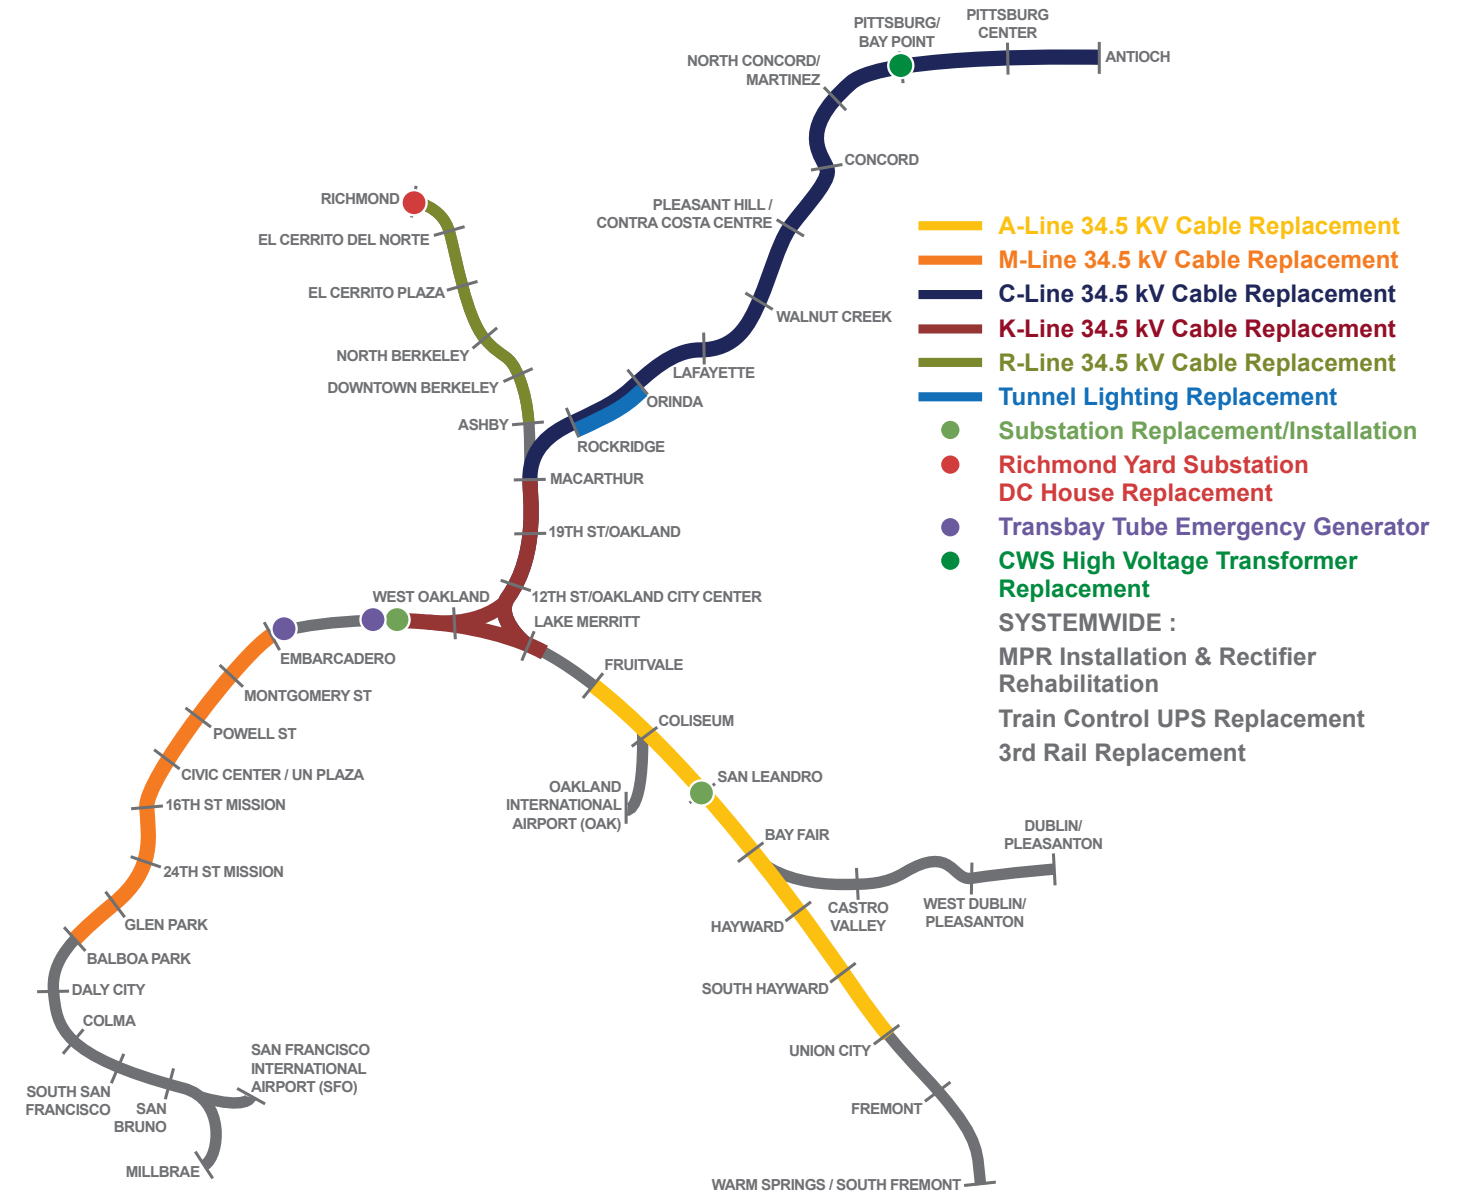 PITTSBURG/
BAY POINT
PITTSBURG
CENTER
ANTIOCH
NORTH CONCORD/
MARTINEZ
CONCORD
PLEASANT HILL /
CONTRA COSTA CENTRE
WALNUT CREEK
LAFAYETTE
ORINDA
ROCKRIDGE
RICHMOND
EL CERRITO DEL NORTE
EL CERRITO PLAZA
NORTH BERKELEY
DOWNTOWN BERKELEY
ASHBY
MACARTHUR
19TH ST/OAKLAND
12TH ST/OAKLAND CITY CENTER
WEST OAKLAND
LAKE MERRITT
EMBARCADERO
MONTGOMERY ST
POWELL ST
CIVIC CENTER / UN PLAZA
16TH ST MISSION
24TH ST MISSION
GLEN PARK
BALBOA PARK
DALY CITY
COLMA
SOUTH SAN
FRANCISCO
SAN
BRUNO
SAN FRANCISCO
INTERNATIONAL
AIRPORT (SFO)
MILLBRAE
FRUITVALE
COLISEUM
OAKLAND
INTERNATIONAL
AIRPORT (OAK)
SAN LEANDRO
BAY FAIR
CASTRO
VALLEY
WEST DUBLIN/
PLEASANTON
DUBLIN/
PLEASANTON
HAYWARD
SOUTH HAYWARD
UNION CITY
FREMONT
WARM SPRINGS / SOUTH FREMONT
A-Line 34.5 KV Cable Replacement
M-Line 34.5 kV Cable Replacement
C-Line 34.5 kV Cable Replacement
K-Line 34.5 kV Cable Replacement
R-Line 34.5 kV Cable Replacement
Tunnel Lighting Replacement
Substation Replacement/Installation
Richmond Yard Substation
DC House Replacement
Transbay Tube Emergency Generator
CWS High Voltage Transformer
Replacement
SYSTEMWIDE :
MPR Installation & Rectifier
Rehabilitation
Train Control UPS Replacement
3rd Rail Replacement